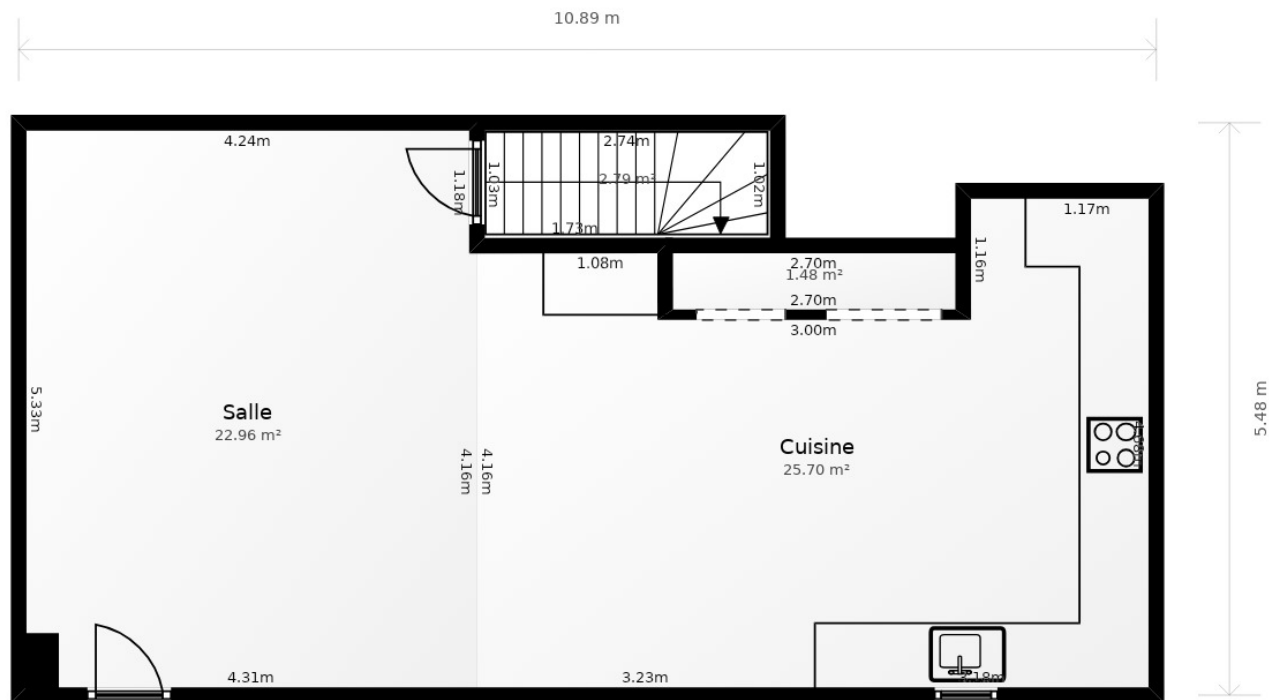 10.89 m
4.24m
2.74m
1.18m
1.03m
2.79 m²
1.02m
1.73m
1.17m
1.08m
2.70m
1.16m
1.48 m²
2.70m
3.00m
5.33m
Salle
22.96 m²
5.48 m
Cuisine
25.70 m²
4.16m
4.16m
4.31m
3.23m
3.18m